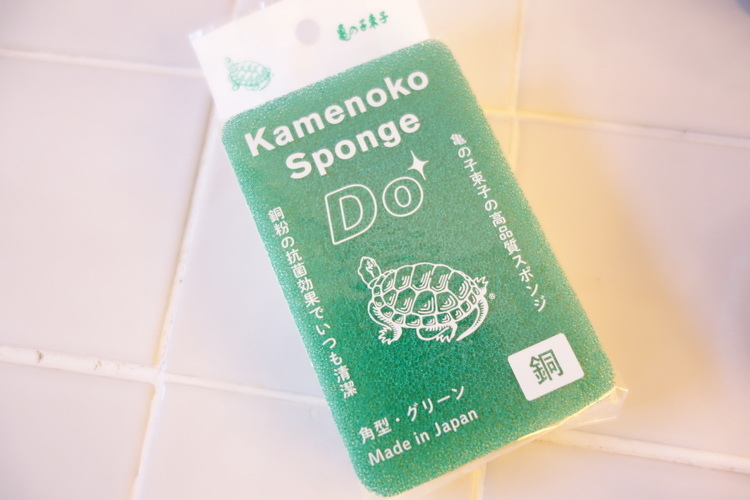 亀の子束子
Kamenoko
Sponge
Do
亀の子束子の高品質スポンジ
銅粉の抗菌効果でいつも清潔
銅
角型・グリーン
Made in Japan